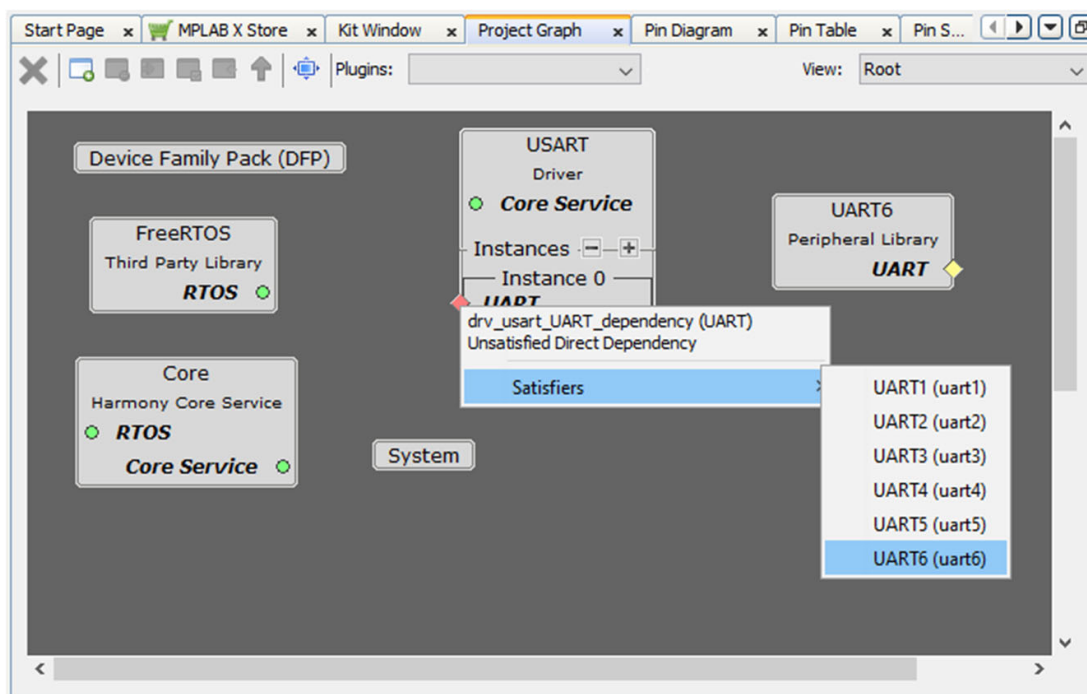 Start Page x MPLAB X Store x Kit Window x Project Graph x Pin Diagram x Pin Table x Pin S...
Plugins: View: Root
Device Family Pack (DFP)
FreeRTOS
Third Party Library
RTOS
Core
Harmony Core Service
RTOS
Core Service
System
USART
Driver
Core Service
Instances - +
Instance 0
UART
drv_usart_UART_dependency (UART)
Unsatisfied Direct Dependency
Satisfiers
UART6
Peripheral Library
UART
UART1 (uart1)
UART2 (uart2)
UART3 (uart3)
UART4 (uart4)
UART5 (uart5)
UART6 (uart6)